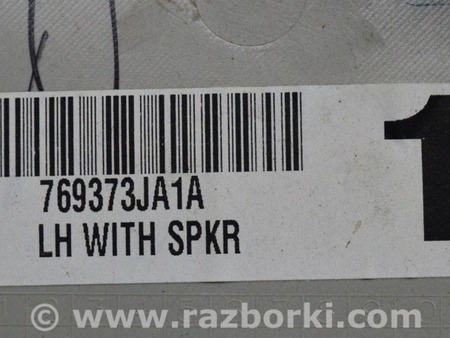 769373JA1A
LH WITH SPKR
1
www.razborki.com